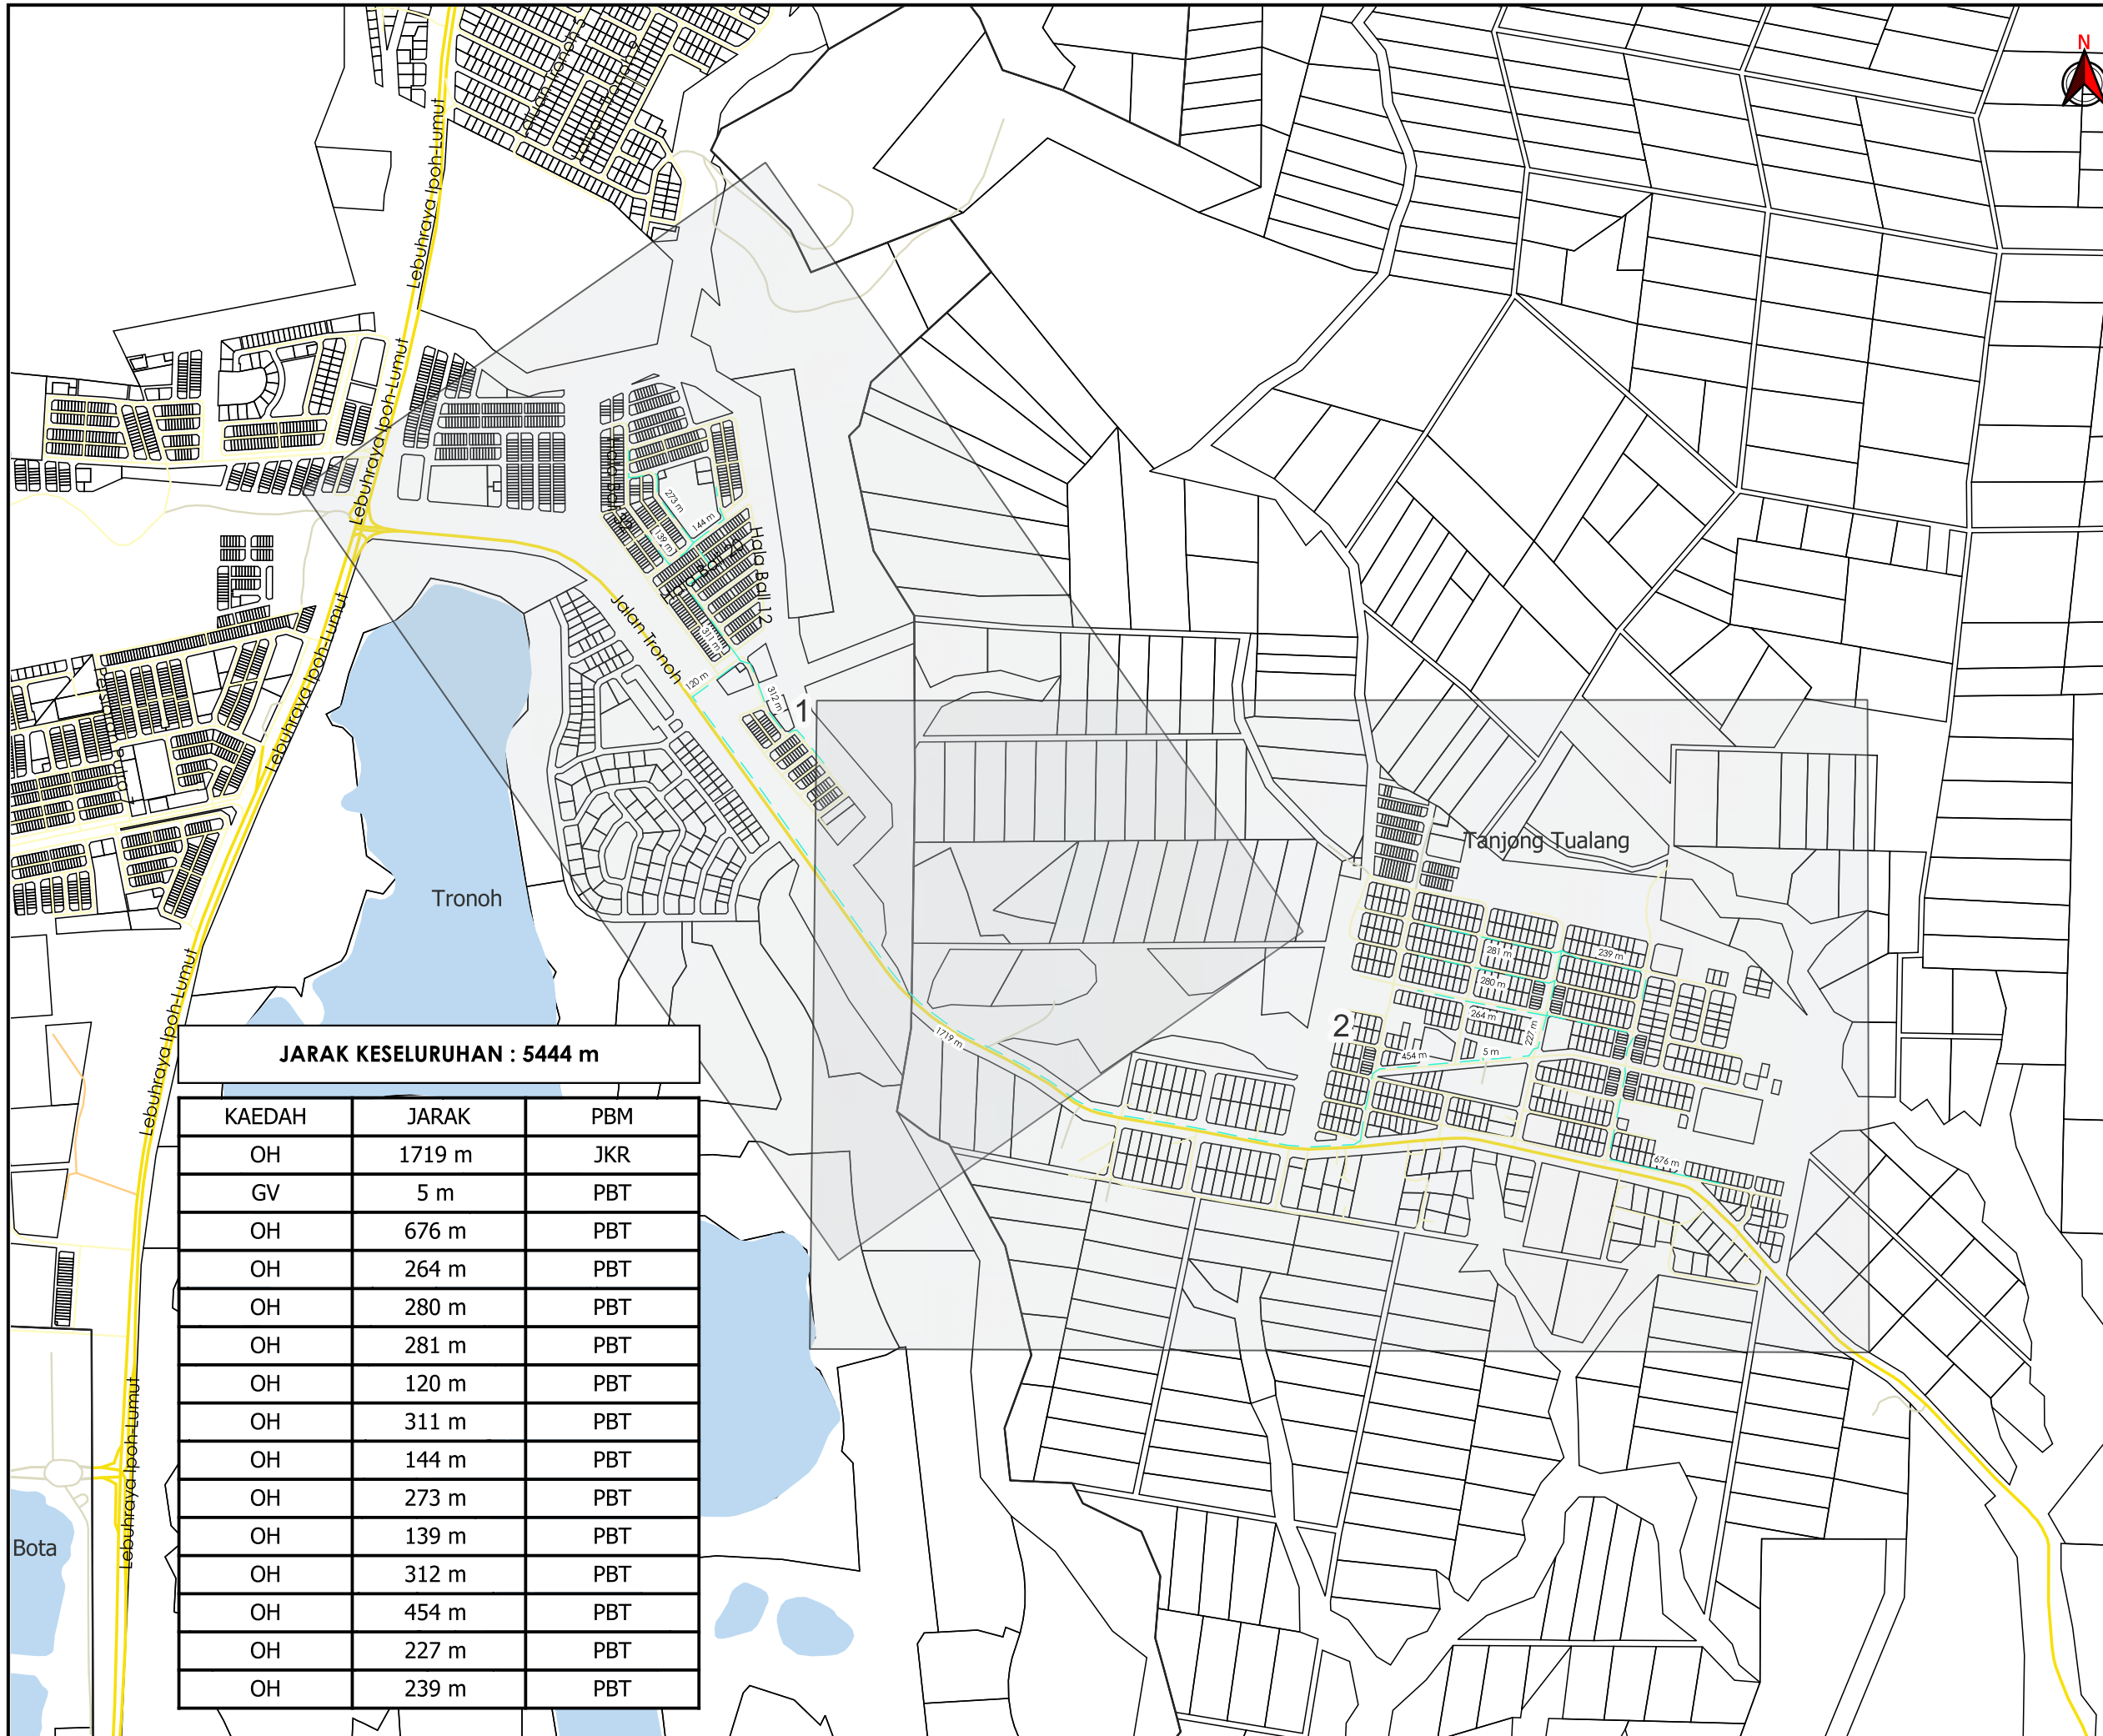 N
Lebuhraya Ipoh-Lumut
Lebuhraya Ipoh-Lumut
Lebuhraya Ipoh-Lumut
Lebuhraya Ipoh-Lumut
Lebuhraya Ipoh-Lumut
Jalan Tronoh
Hala Bali 12
273 m
144 m
139 m
311 m
120 m
312 m
1
Tanjong Tualang
Tronoh
281 m
239 m
280 m
264 m
227 m
2
454 m
5 m
1719 m
676 m
Bota
JARAK KESELURUHAN : 5444 m
KAEDAH JARAK PBM
OH 1719 m JKR
GV 5 m PBT
OH 676 m PBT
OH 264 m PBT
OH 280 m PBT
OH 281 m PBT
OH 120 m PBT
OH 311 m PBT
OH 144 m PBT
OH 273 m PBT
OH 139 m PBT
OH 312 m PBT
OH 454 m PBT
OH 227 m PBT
OH 239 m PBT